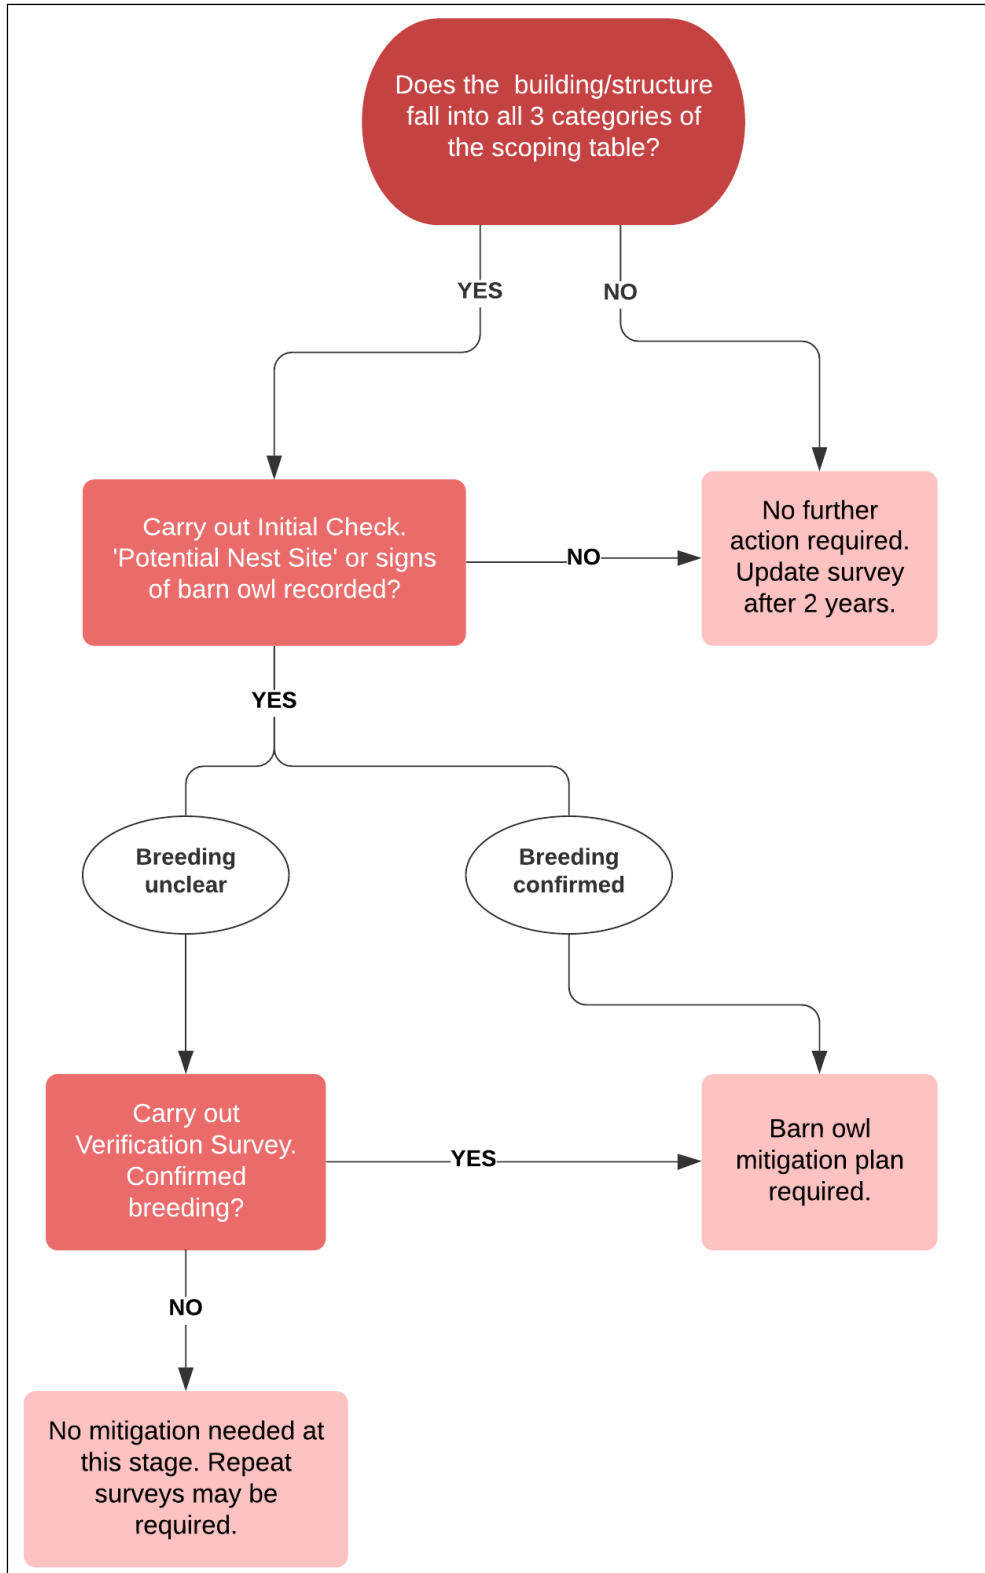 Does the building/structure
fall into all 3 categories of
the scoping table?
YES
NO
Carry out Initial Check.
'Potential Nest Site' or signs
of barn owl recorded?
NO
No further
action required.
Update survey
after 2 years.
YES
Breeding
unclear
Breeding
confirmed
Carry out
Verification Survey.
Confirmed
breeding?
YES
Barn owl
mitigation plan
required.
NO
No mitigation needed at
this stage. Repeat
surveys may be
required.